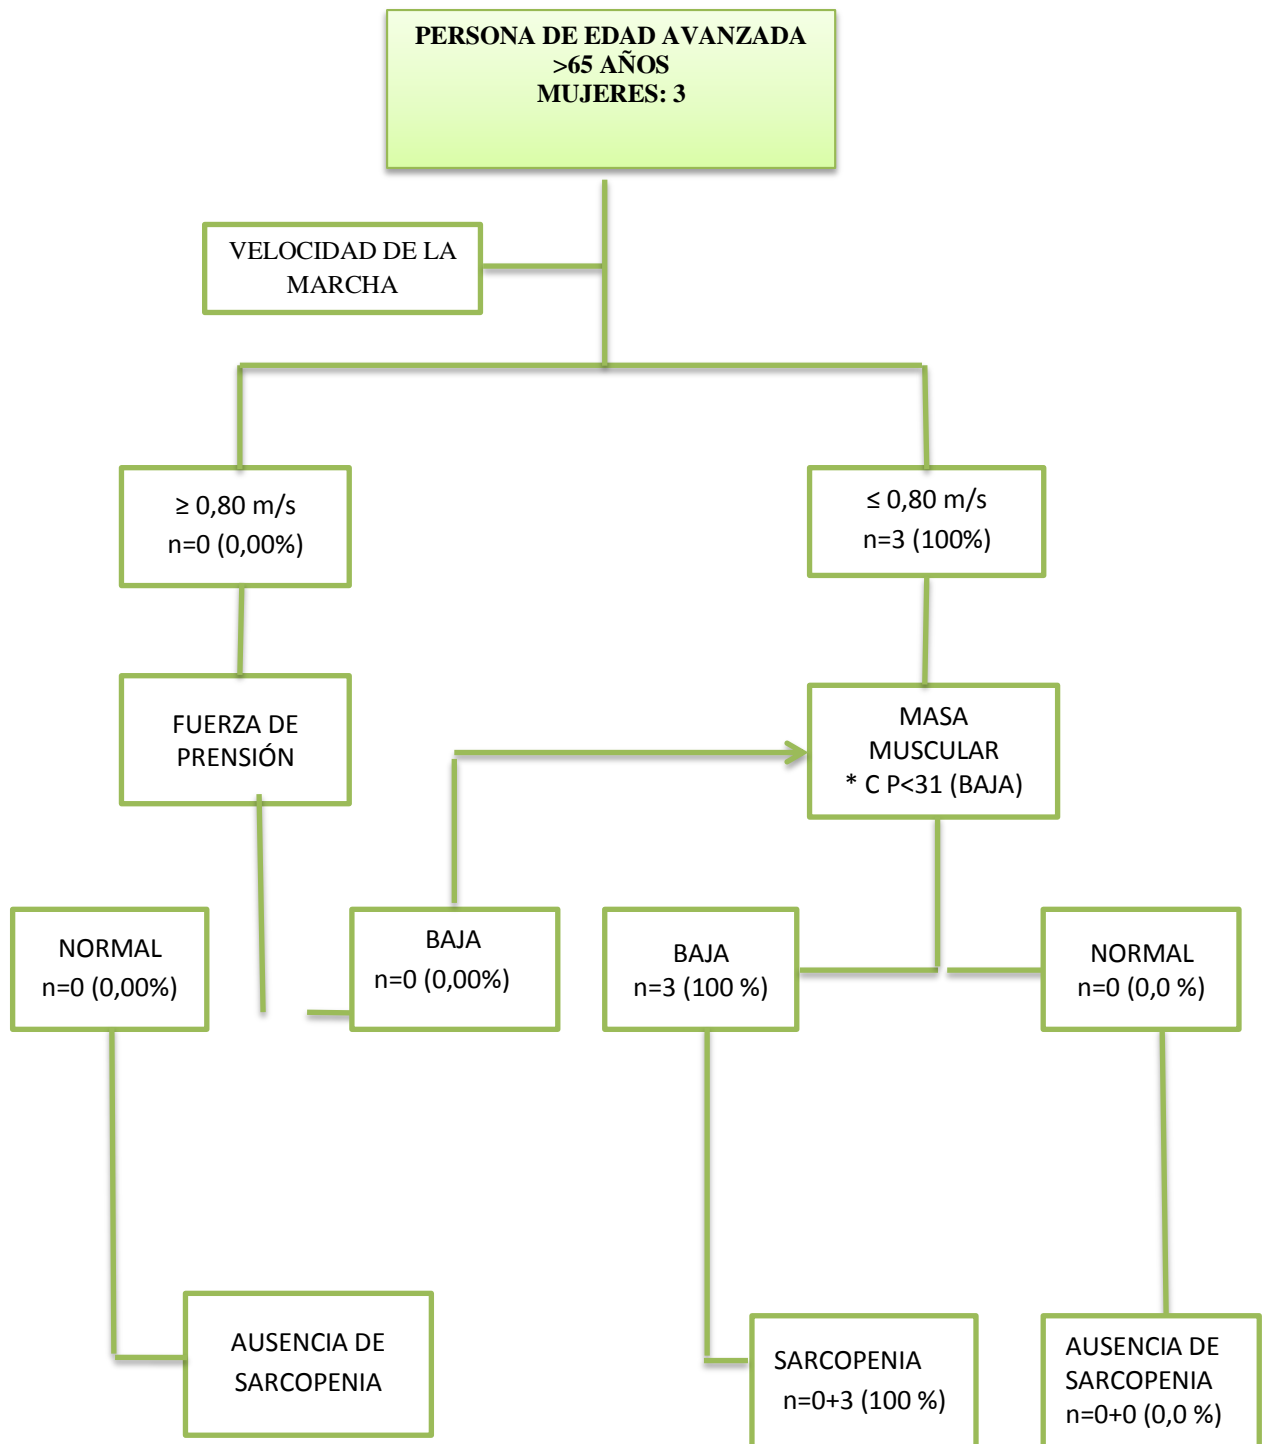 PERSONA DE EDAD AVANZADA
>65 AÑOS
MUJERES: 3
VELOCIDAD DE LA
MARCHA
≥ 0,80 m/s
n=0 (0,00%)
≤ 0,80 m/s
n=3 (100%)
FUERZA DE
PRENSIÓN
MASA
MUSCULAR
* C P<31 (BAJA)
NORMAL
n=0 (0,00%)
BAJA
n=0 (0,00%)
BAJA
n=3 (100 %)
NORMAL
n=0 (0,0 %)
AUSENCIA DE
SARCOPENIA
SARCOPENIA
n=0+3 (100 %)
AUSENCIA DE
SARCOPENIA
n=0+0 (0,0 %)